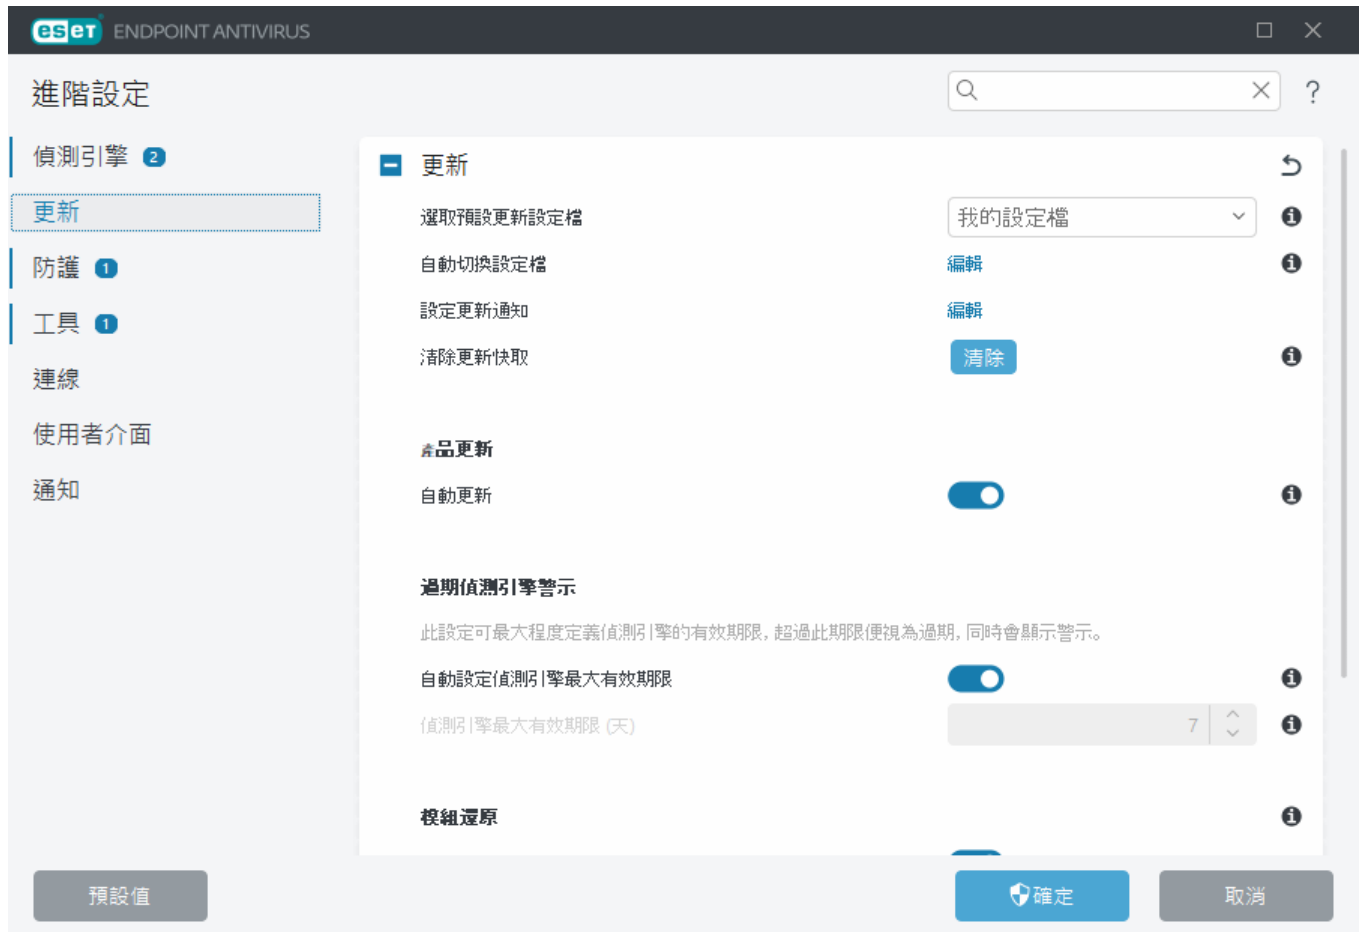 eset ENDPOINT ANTIVIRUS
進階設定
?
偵測引擎 2
更新
防護 1
工具 1
連線
使用者介面
通知
更新
選取預設更新設定檔 我的設定檔
自動切換設定檔 編輯
設定更新通知 編輯
清除更新快取 清除
產品更新
自動更新
過期偵測引擎警示
此設定可最大程度定義偵測引擎的有效期限, 超過此期限便視為過期, 同時會顯示警示。
自動設定偵測引擎最大有效期限
偵測引擎最大有效期限 (天) 7
模組還原
預設值 確定 取消